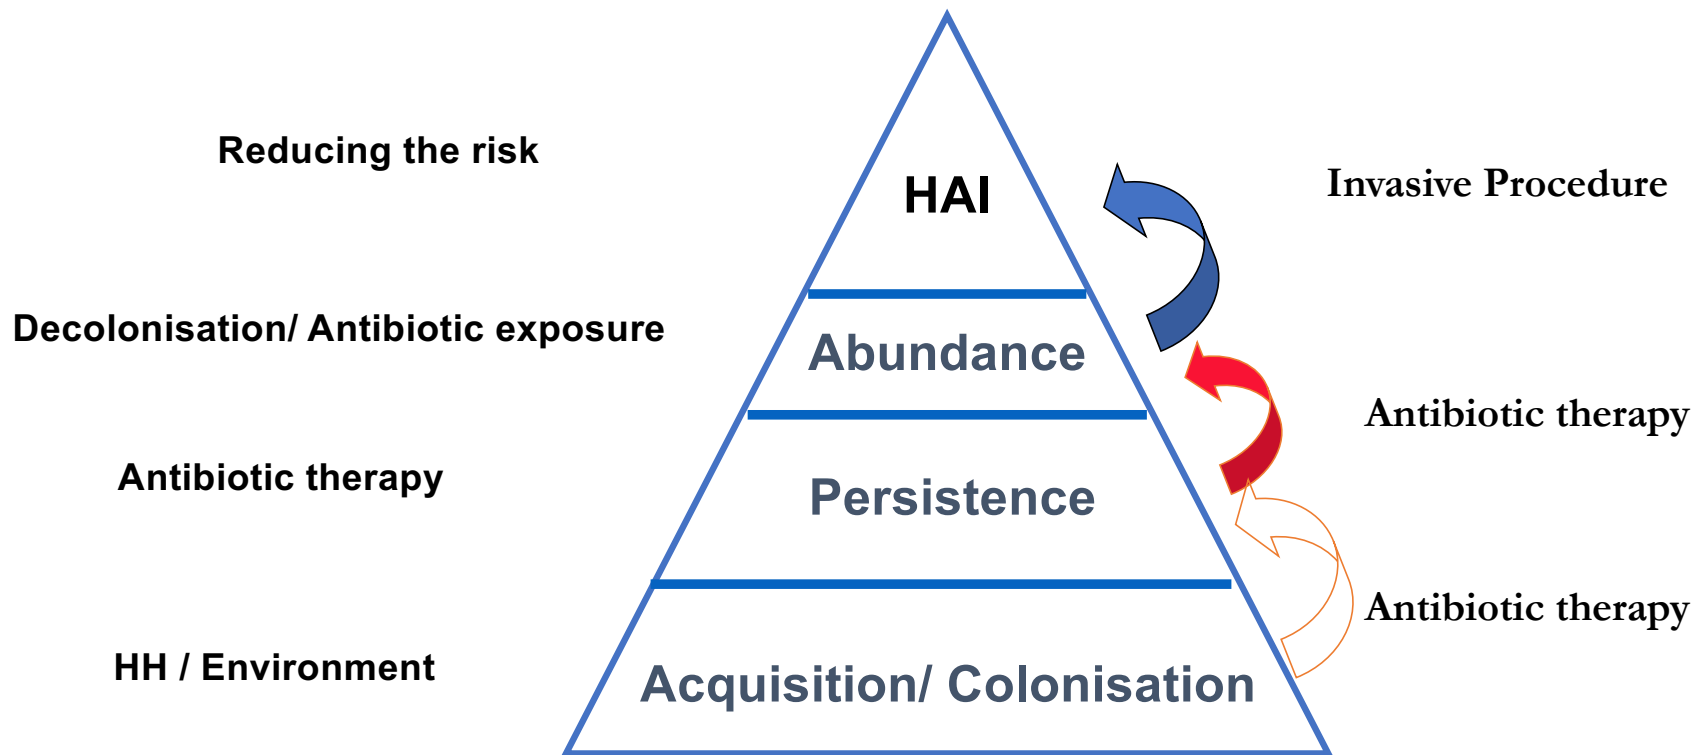 Reducing the risk
HAI
Invasive Procedure
Decolonisation/ Antibiotic exposure
Abundance
Antibiotic therapy
Antibiotic therapy
Persistence
Antibiotic therapy
HH / Environment
Acquisition/ Colonisation